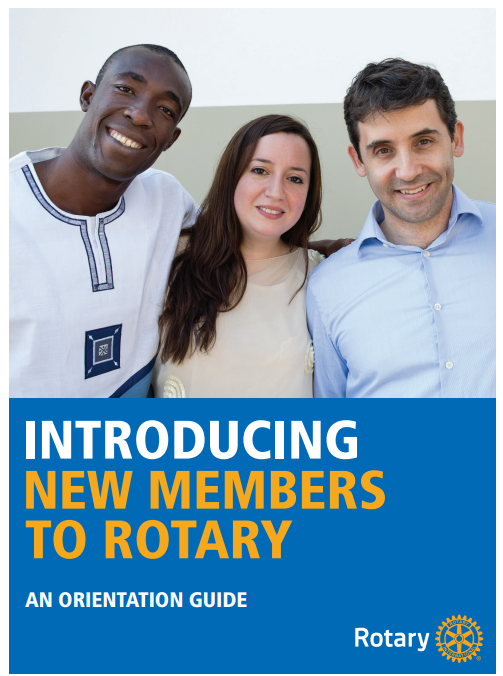 INTRODUCING
NEW MEMBERS
TO ROTARY
AN ORIENTATION GUIDE
Rotary